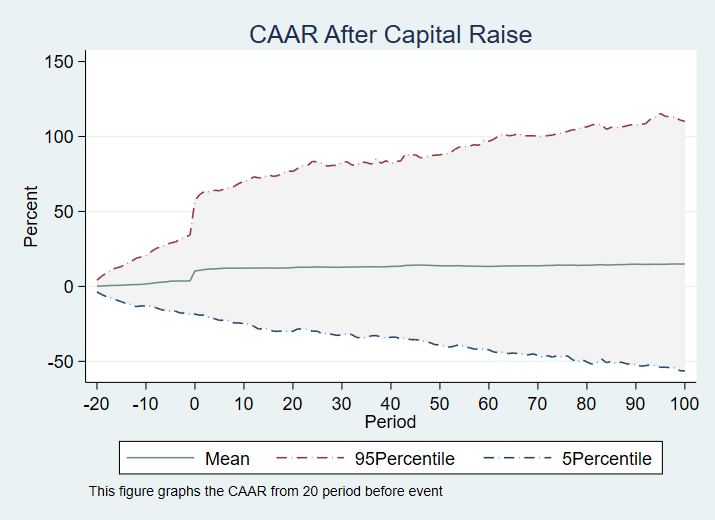 CAAR After Capital Raise
150
100
50
0
-50
Percent
-20 -10 0 10 20 30 40 50 60 70 80 90 100
Period
Mean 95Percentile 5Percentile
This figure graphs the CAAR from 20 period before event